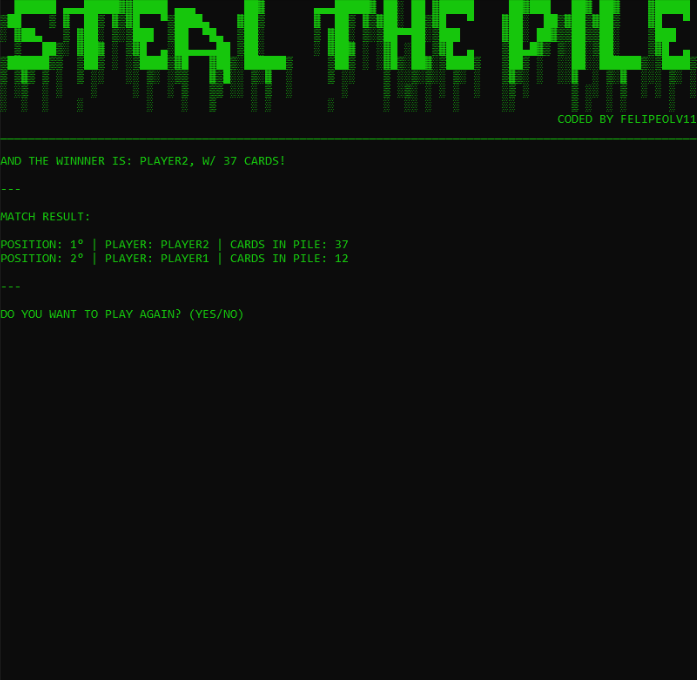 STEAL THE PILE
CODED BY FELIPEOLV11
AND THE WINNNER IS: PLAYER2, W/ 37 CARDS!
---
MATCH RESULT:
POSITION: 1º | PLAYER: PLAYER2 | CARDS IN PILE: 37
POSITION: 2º | PLAYER: PLAYER1 | CARDS IN PILE: 12
---
DO YOU WANT TO PLAY AGAIN? (YES/NO)